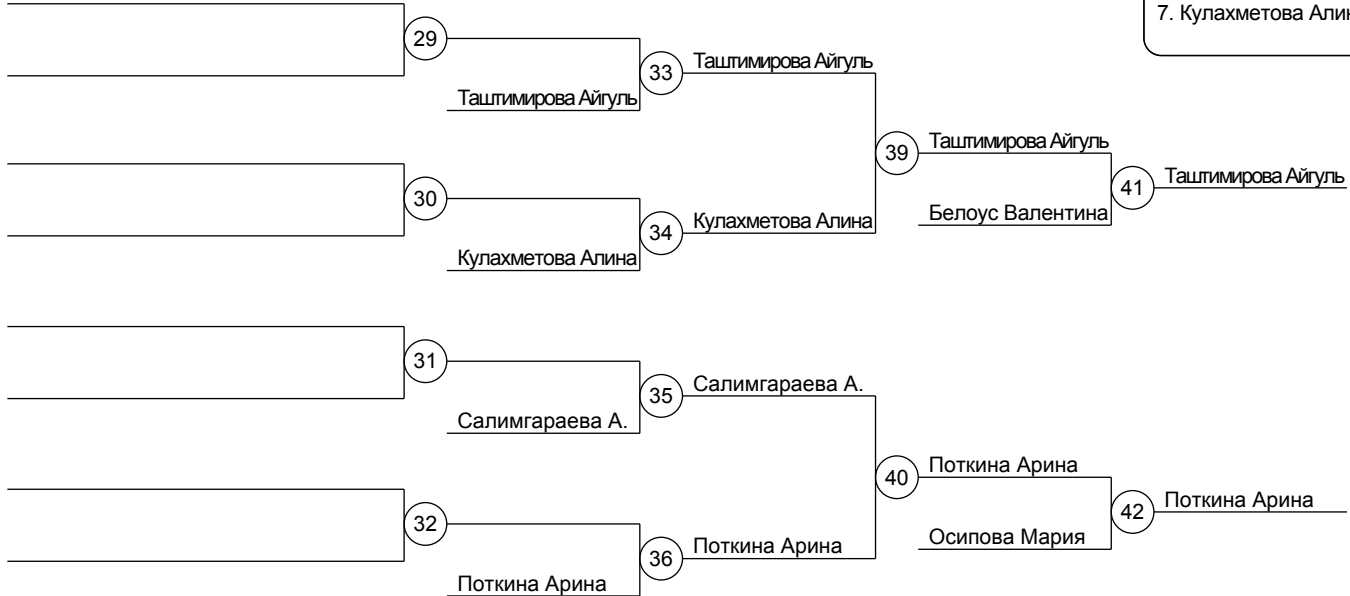 7. Кулахметова
29
33
Таштимирова Айгуль
Таштимирова Айгуль
39
Таштимирова Айгуль
41
Таштимирова Айгуль
30
34
Кулахметова Алина
Белоус Валентина
Кулахметова Алина
31
35
Салимгараева А.
Салимгараева А.
40
Поткина Арина
42
Поткина Арина
32
36
Поткина Арина
Осипова Мария
Поткина Арина